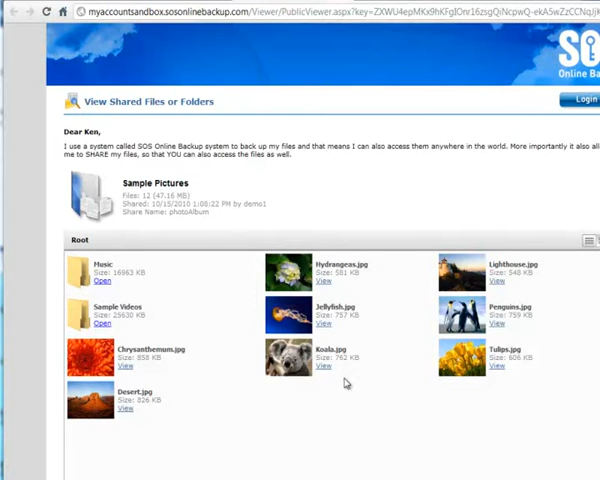 myaccountsandbox.sosonlinebackup.com/Viewer/PublicViewer.aspx?key=
SOS
Online Ba
View Shared Files or Folders
Login
Dear Ken,
I use a system called SOS Online Backup system to back up my files and that means I can also access them anywhere in the world. More importantly it also all
me to SHARE my files, so that YOU can also access the files as well.
Sample Pictures
Files: 12 (47.16 MB)
Shared: 10/15/2010 1:08:22 PM by demo1
Share Name: photoAlbum
Root
Music
Size: 16963 KB
Open
Hydrangeas.jpg
Size: 581 KB
View
Lighthouse.jpg
Size: 548 KB
View
Sample Videos
Size: 25630 KB
Open
Jellyfish.jpg
Size: 757 KB
View
Penguins.jpg
Size: 759 KB
View
Chrysanthemum.jpg
Size: 858 KB
View
Koala.jpg
Size: 762 KB
View
Tulips.jpg
Size: 606 KB
View
Desert.jpg
Size: 826 KB
View